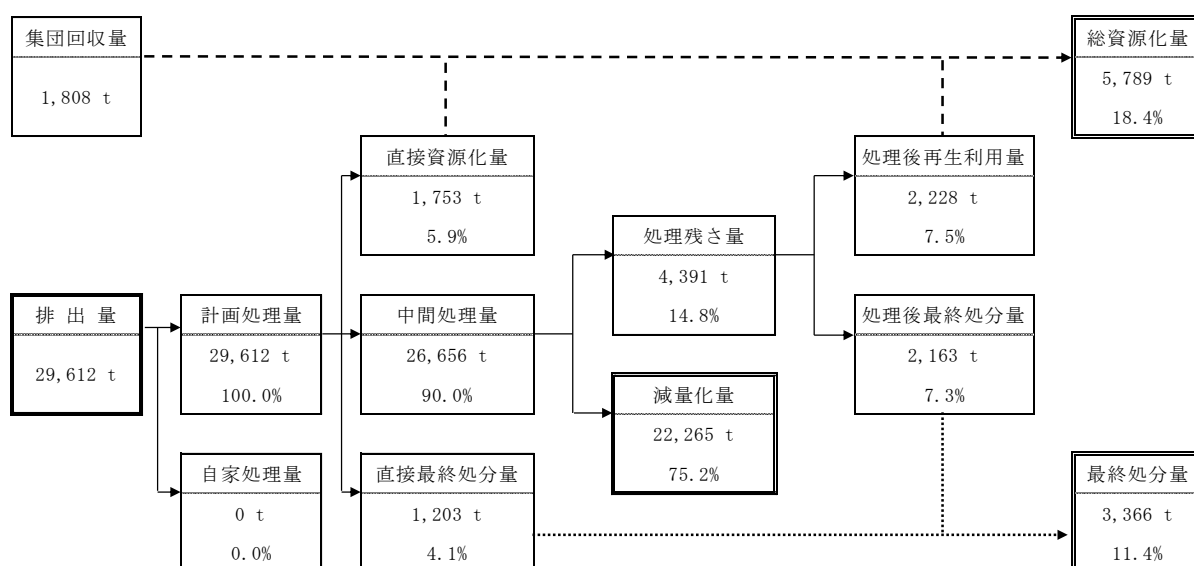 集団回収量
1,808 t
総資源化量
5,789 t
18.4%
直接資源化量
1,753 t
5.9%
処理後再生利用量
2,228 t
7.5%
処理残さ量
4,391 t
14.8%
排 出 量
29,612 t
計画処理量
29,612 t
100.0%
中間処理量
26,656 t
90.0%
処理後最終処分量
2,163 t
7.3%
減量化量
22,265 t
75.2%
自家処理量
0 t
0.0%
直接最終処分量
1,203 t
4.1%
最終処分量
3,366 t
11.4%